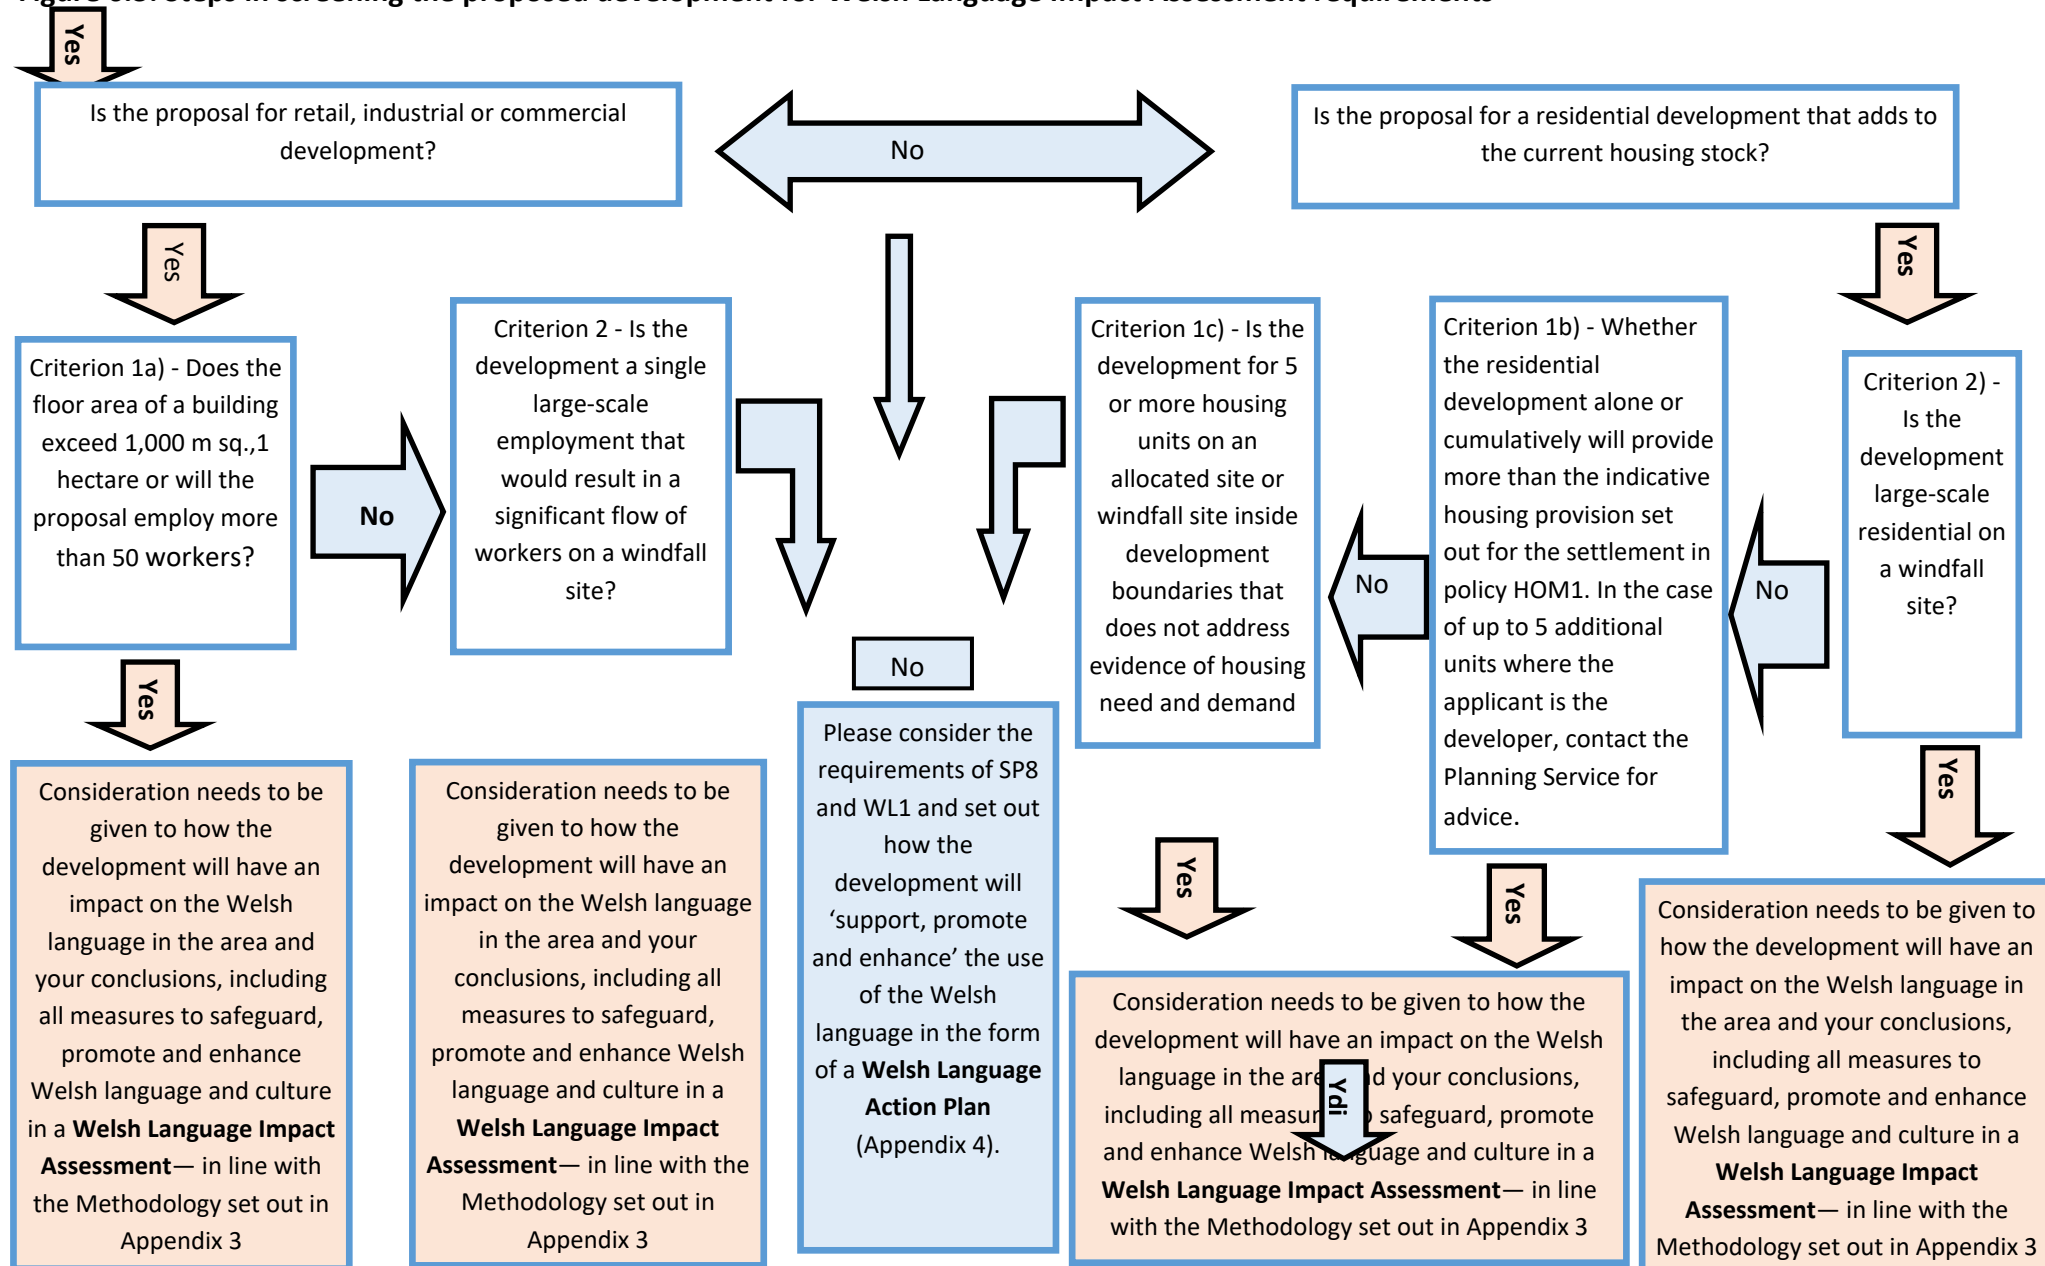 Yes
Is the proposal for retail, industrial or commercial
development?
No
Is the proposal for a residential development that adds to
the current housing stock?
Yes
Yes
Criterion 1a) - Does the
floor area of a building
exceed 1,000 m sq.,1
hectare or will the
proposal employ more
than 50 workers?
No
Criterion 2 - Is the
development a single
large-scale
employment that
would result in a
significant flow of
workers on a windfall
site?
Criterion 1c) - Is the
development for 5
or more housing
units on an
allocated site or
windfall site inside
development
boundaries that
does not address
evidence of housing
need and demand
No
Criterion 1b) - Whether
the residential
development alone or
cumulatively will provide
more than the indicative
housing provision set
out for the settlement in
policy HOM1. In the case
of up to 5 additional
units where the
applicant is the
developer, contact the
Planning Service for
advice.
No
Criterion 2) -
Is the
development
large-scale
residential on
a windfall
site?
Yes
No
Yes
Yes
Yes
Consideration needs to be
given to how the
development will have an
impact on the Welsh
language in the area and
your conclusions, including
all measures to safeguard,
promote and enhance
Welsh language and culture
in a Welsh Language Impact
Assessment— in line with
the Methodology set out in
Appendix 3
Consideration needs to be
given to how the
development will have an
impact on the Welsh language
in the area and your
conclusions, including all
measures to safeguard,
promote and enhance Welsh
language and culture in a
Welsh Language Impact
Assessment— in line with the
Methodology set out in
Appendix 3
Please consider the
requirements of SP8
and WL1 and set out
how the
development will
‘support, promote
and enhance’ the use
of the Welsh
language in the form
of a Welsh Language
Action Plan
(Appendix 4).
Consideration needs to be given to how the
development will have an impact on the Welsh
language in the your conclusions,
including all safeguard, promote
and enhance Welsh and culture in a
Welsh Language Impact Assessment— in line
with the Methodology set out in Appendix 3
Ydi
Consideration needs to be given to
how the development will have an
impact on the Welsh language in
the area and your conclusions,
including all measures to
safeguard, promote and enhance
Welsh language and culture in a
Welsh Language Impact
Assessment— in line with the
Methodology set out in Appendix 3